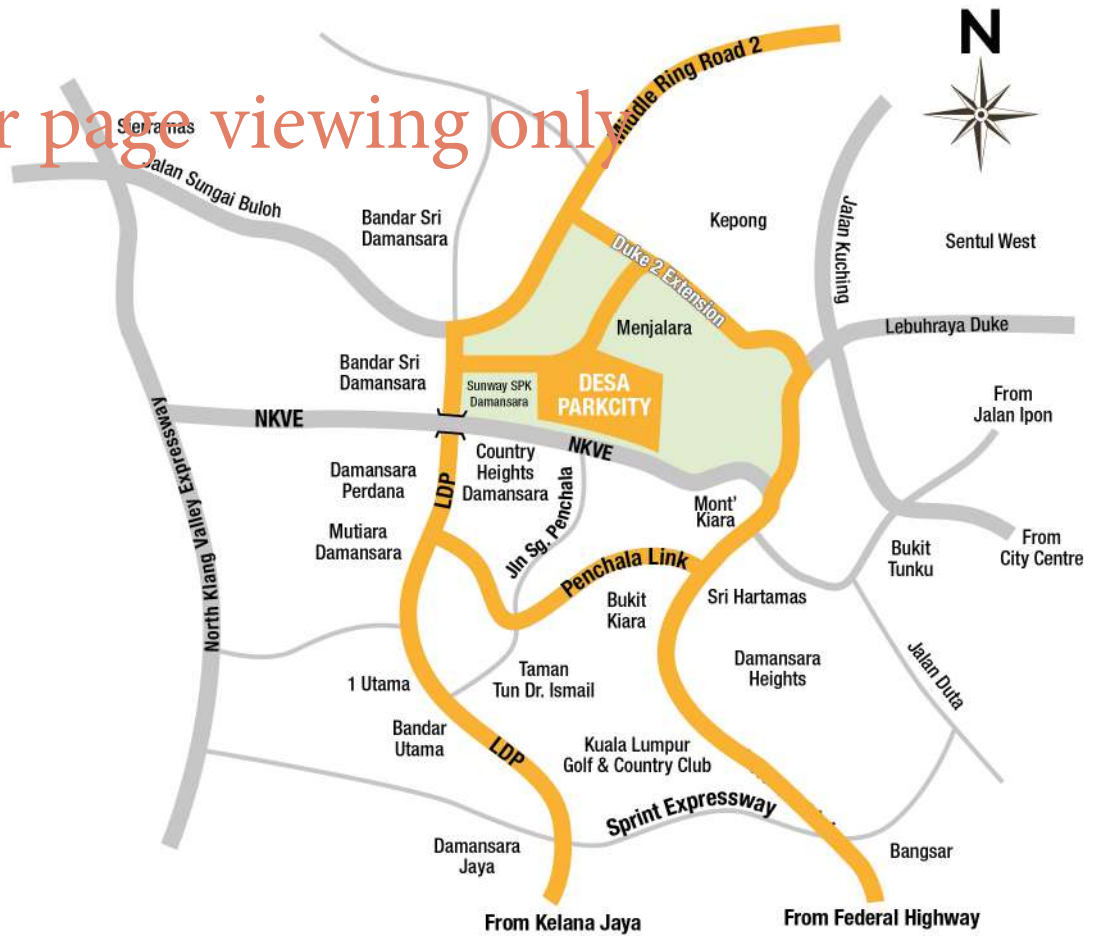 N
Middle Ring Road 2
r page viewing only
Sierramas
Jalan Sungai Buloh
Bandar Sri
Damansara
Kepong
Jalan Kuching
Sentul West
Duke 2 Extension
Menjalara
Lebuhraya Duke
Bandar Sri
Damansara
Sunway SPK
Damansara
DESA
PARKCITY
From
Jalan Ipon
NKVE
NKVE
North Klang Valley Expressway
Country
Heights
Damansara
Damansara
Perdana
LDP
Jln Sg. Penchala
Mont'
Kiara
Mutiara
Damansara
From
City Centre
Bukit
Tunku
Penchala Link
Bukit
Kiara
Sri Hartamas
Damansara
Heights
Jalan Duta
1 Utama
Taman
Tun Dr. Ismail
Bandar
Utama
LDP
Kuala Lumpur
Golf & Country Club
Sprint Expressway
Damansara
Jaya
Bangsar
From Kelana Jaya
From Federal Highway